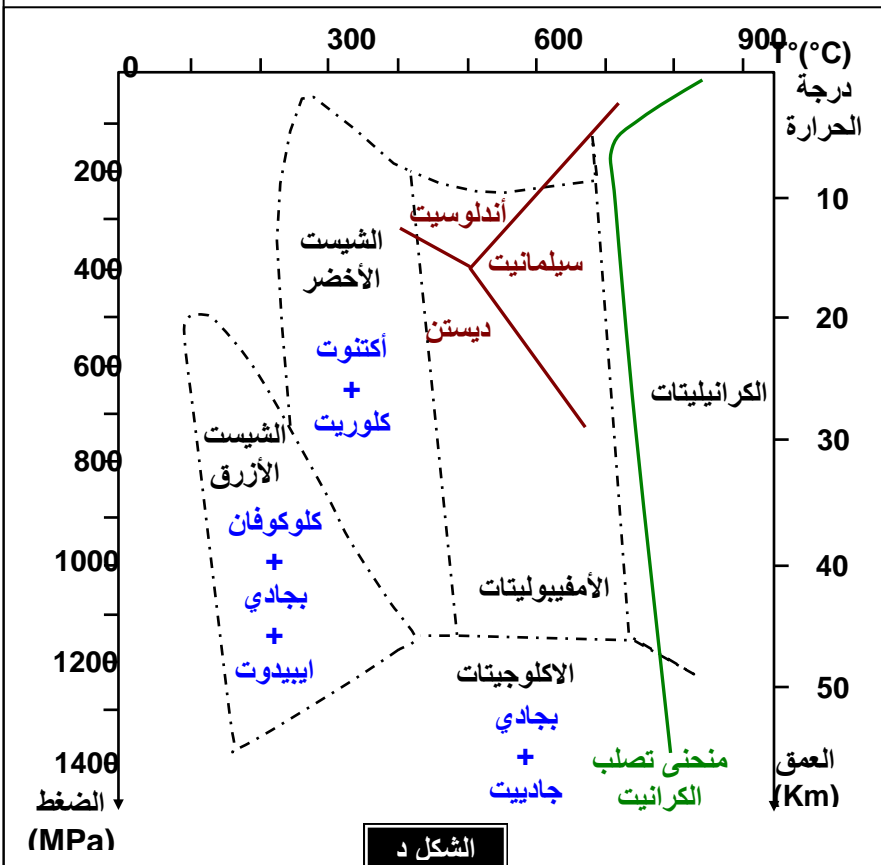 0 300 600 900
T°(°C)
درجة
الحرارة
200
400
600
800
1000
1200
1400
الضغط
(MPa)
10
20
30
40
50
العمق
(Km)
أندلوسيت
سيلمانيت
ديستن
الشيست
الأخضر
أكتنوت
+
كلوريت
الشيست
الأزرق
كلوكوفان
+
بجادي
+
ايبيدوت
الكرانيليتات
الأمفيبوليتات
الاكلوجيتات
بجادي
+
جادييت
منحنى تصلب
الكرانيت
0
الشكل د